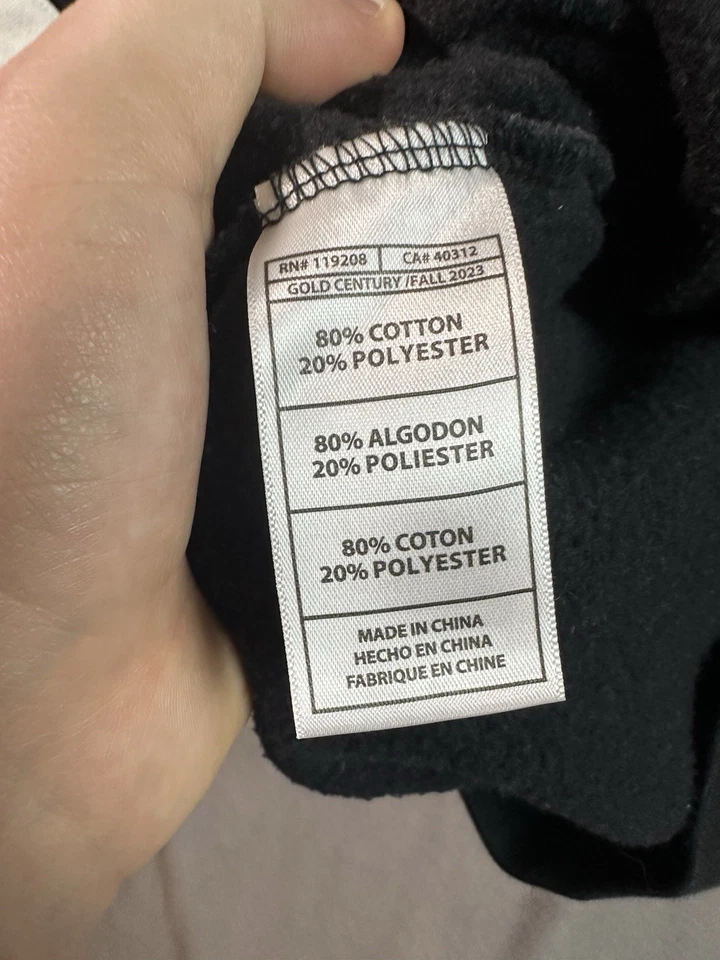 RN# 119208 CA# 40312
GOLD CENTURY /FALL 2023
80% COTTON
20% POLYESTER
80% ALGODON
20% POLIESTER
80% COTON
20% POLYESTER
MADE IN CHINA
HECHO EN CHINA
FABRIQUE EN CHINE